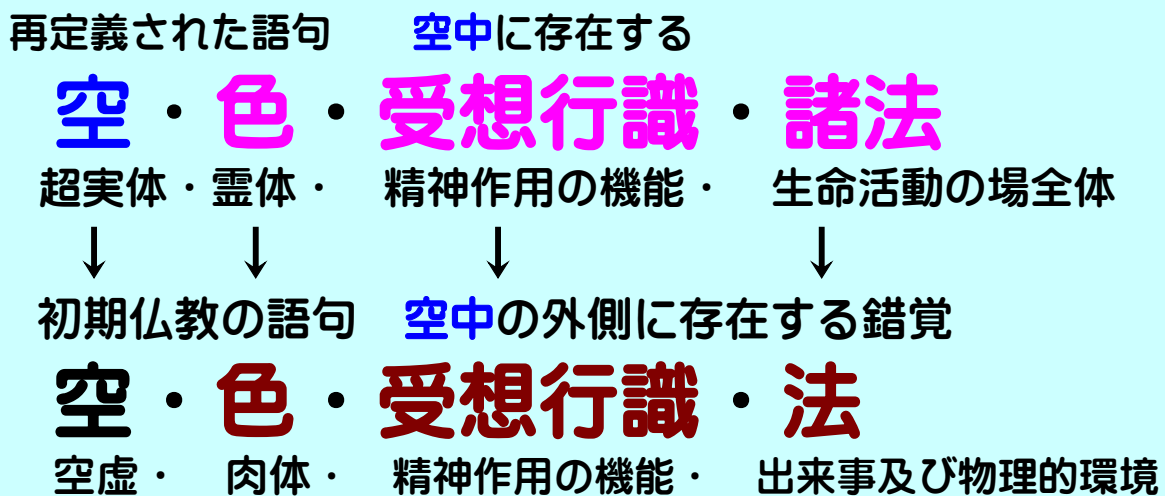 再定義された語句　空中に存在する
空・色・受想行識・諸法
超実体・霊体・　精神作用の機能・　生命活動の場全体
↓　↓　↓　↓
初期仏教の語句　空中の外側に存在する錯覚
空・色・受想行識・法
空虚・　肉体・　精神作用の機能・　出来事及び物理的環境